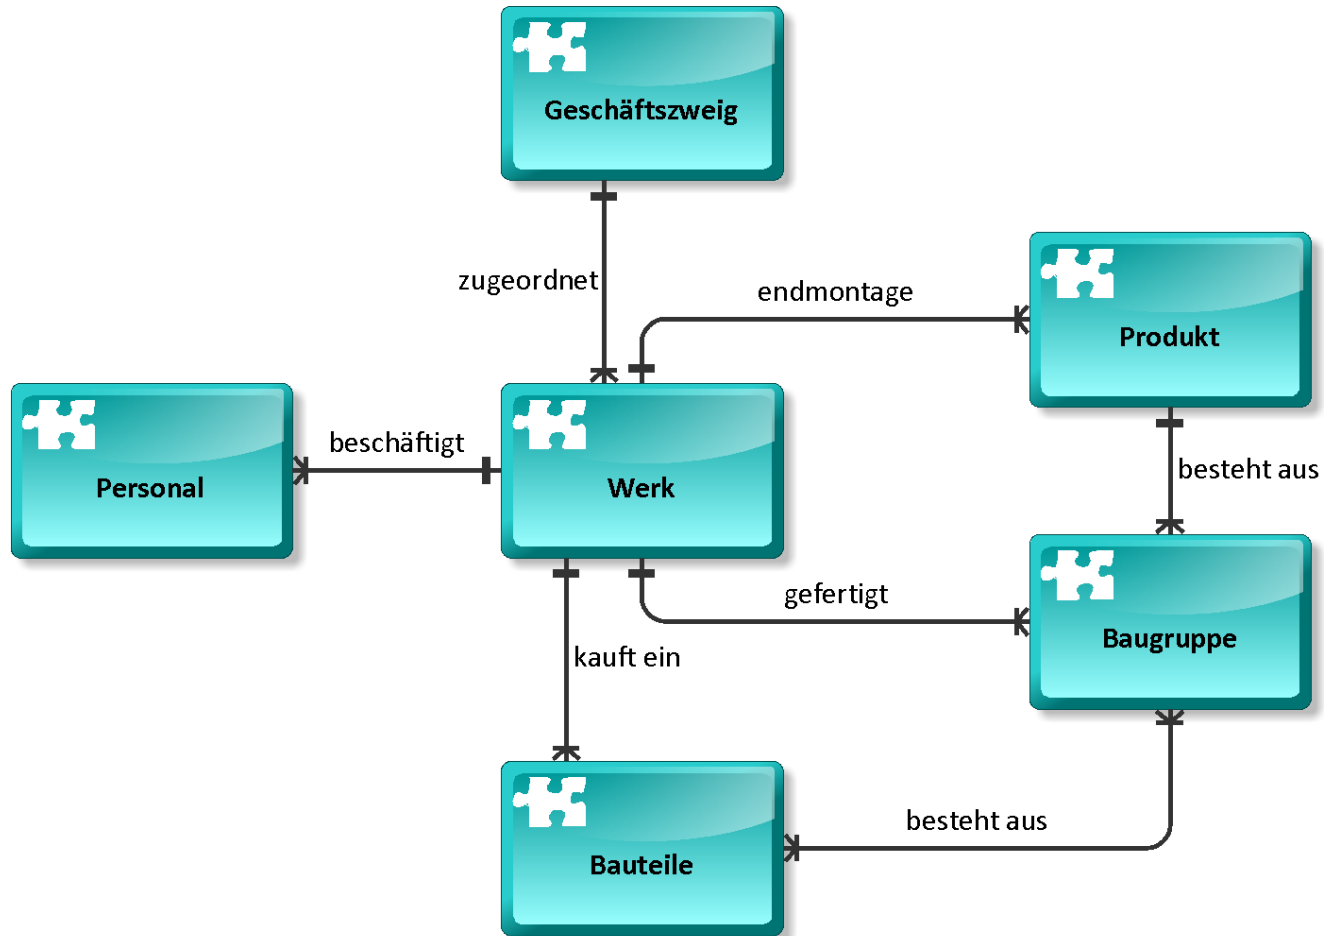 Geschäftszweig
zugeordnet
endmontage
Produkt
beschäftigt
Personal
Werk
besteht aus
gefertigt
Baugruppe
kauft ein
besteht aus
Bauteile